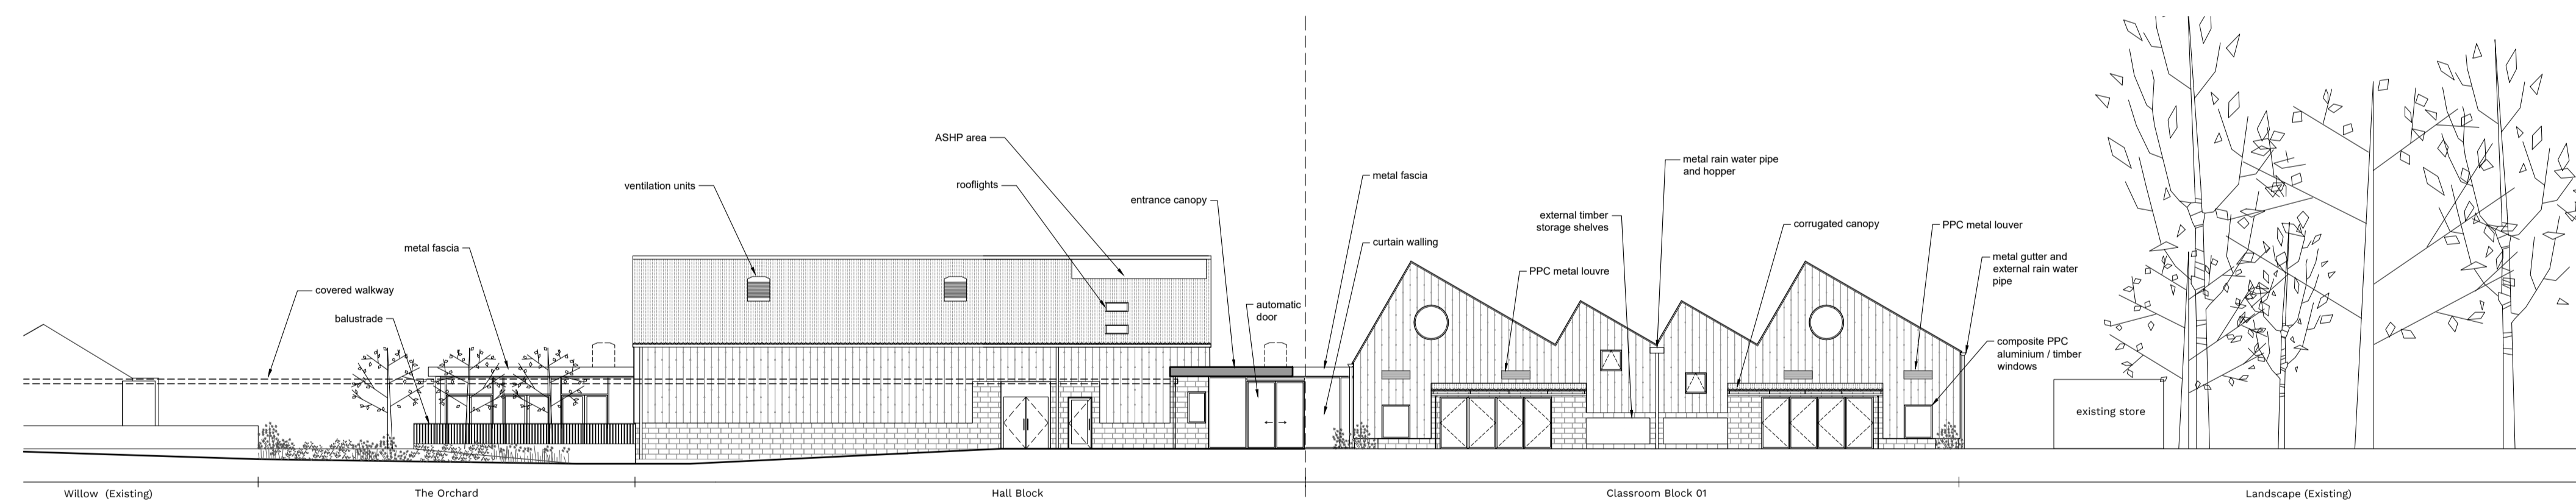 ASHP area
metal rain water pipe
and hopper
metal fascia
ventilation units
rooflights
entrance canopy
external timber
storage shelves
corrugated canopy
PPC metal louver
metal fascia
curtain walling
metal gutter and
external rain water
pipe
PPC metal louvre
covered walkway
automatic
door
balustrade
composite PPC
aluminium / timber
windows
existing store
Willow (Existing)
The Orchard
Hall Block
Classroom Block 01
Landscape (Existing)